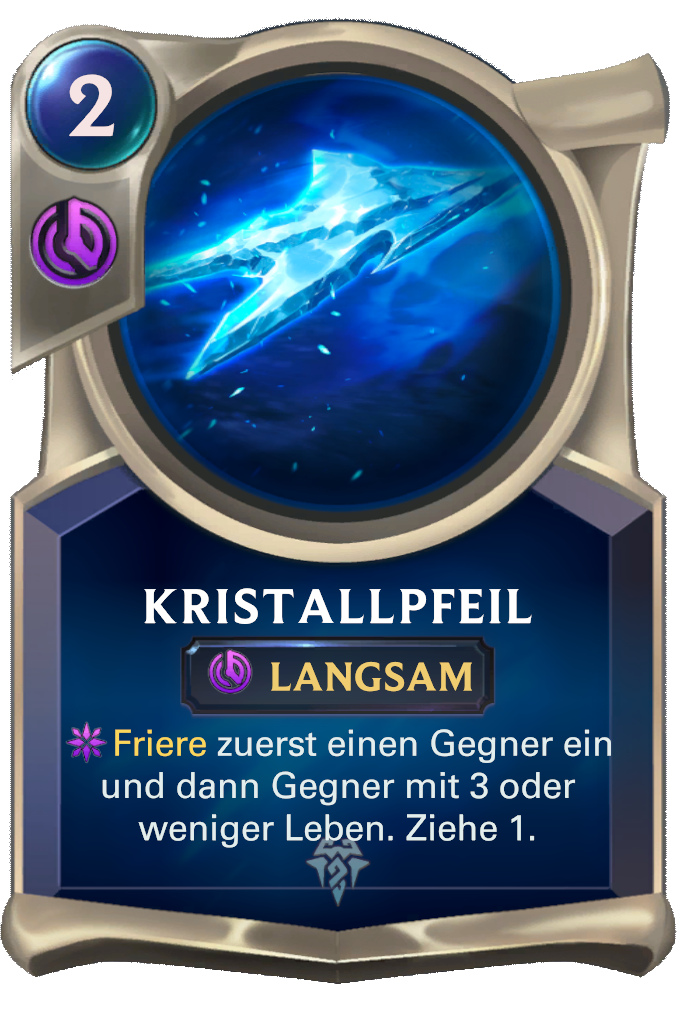 2
KRISTALLPFEIL
LANGSAM
Friere zuerst einen Gegner ein
und dann Gegner mit 3 oder
weniger Leben. Ziehe 1.